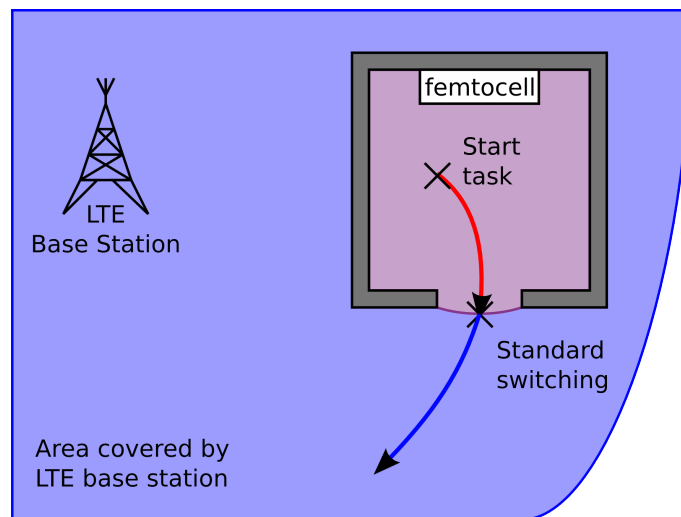 femtocell
Start
task
LTE
Base Station
Standard
switching
Area covered by
LTE base station